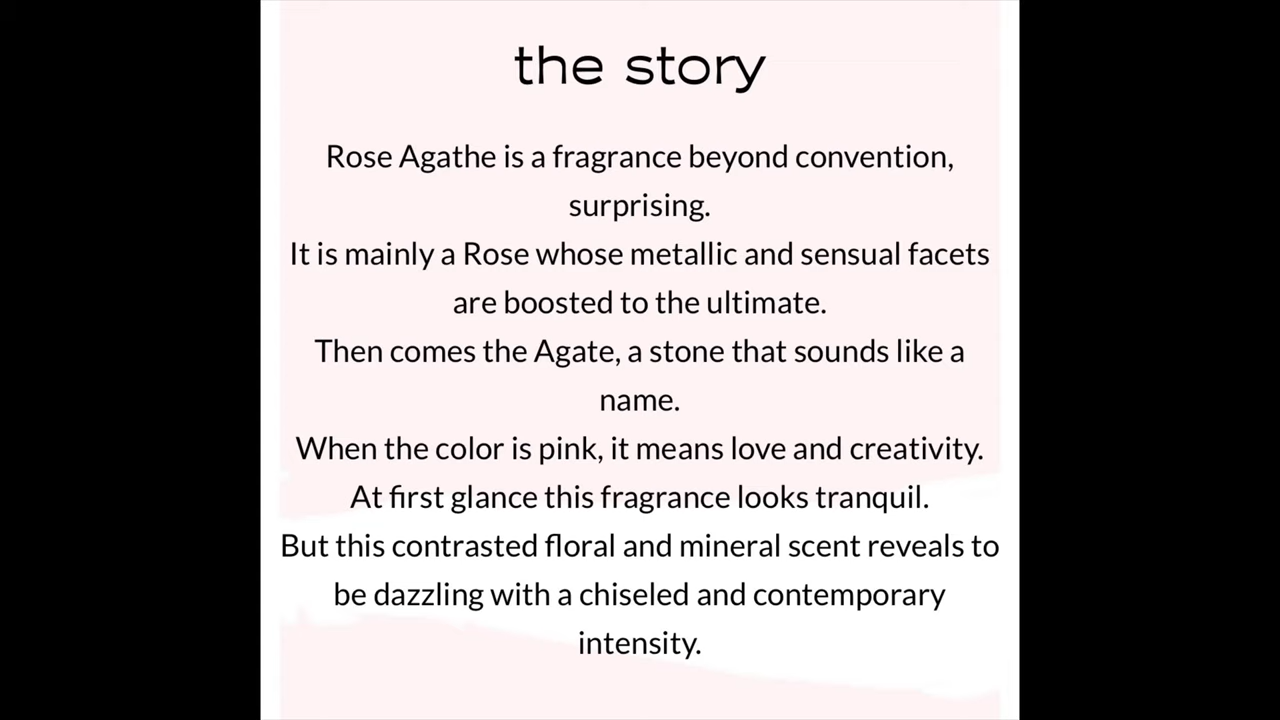 the story
Rose Agathe is a fragrance beyond convention,
surprising.
It is mainly a Rose whose metallic and sensual facets
are boosted to the ultimate.
Then comes the Agate, a stone that sounds like a
name.
When the color is pink, it means love and creativity.
At first glance this fragrance looks tranquil.
But this contrasted floral and mineral scent reveals to
be dazzling with a chiseled and contemporary
intensity.